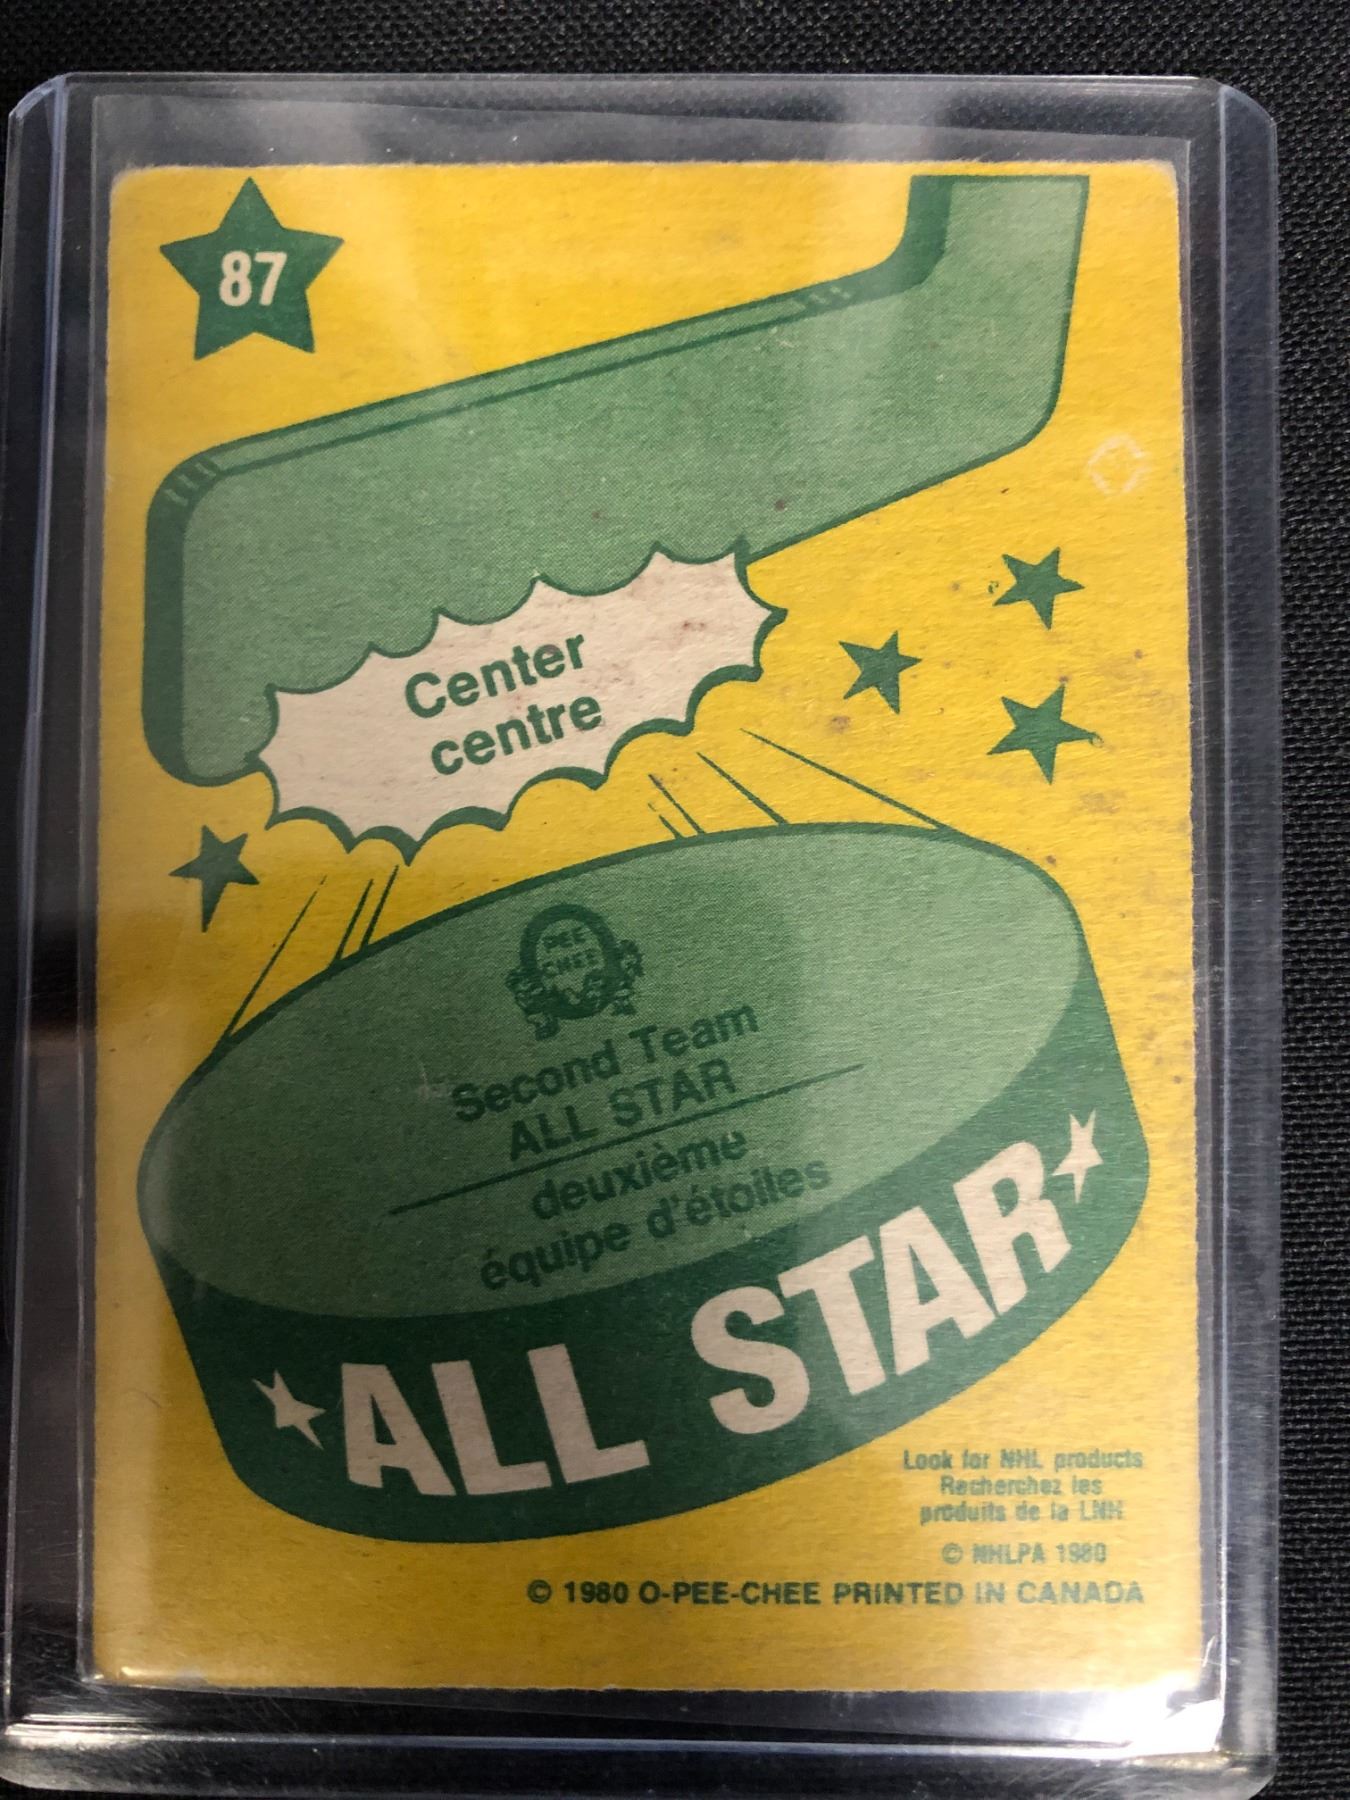 87
Center
centre
PEE
CHEE
Second Team
ALL STAR
deuxième
équipe d'étoiles
ALL STAR
Look for NHL products
Recherchez les
produits de la LNH
© NHLPA 1980
© 1980 O-PEE-CHEE PRINTED IN CANADA